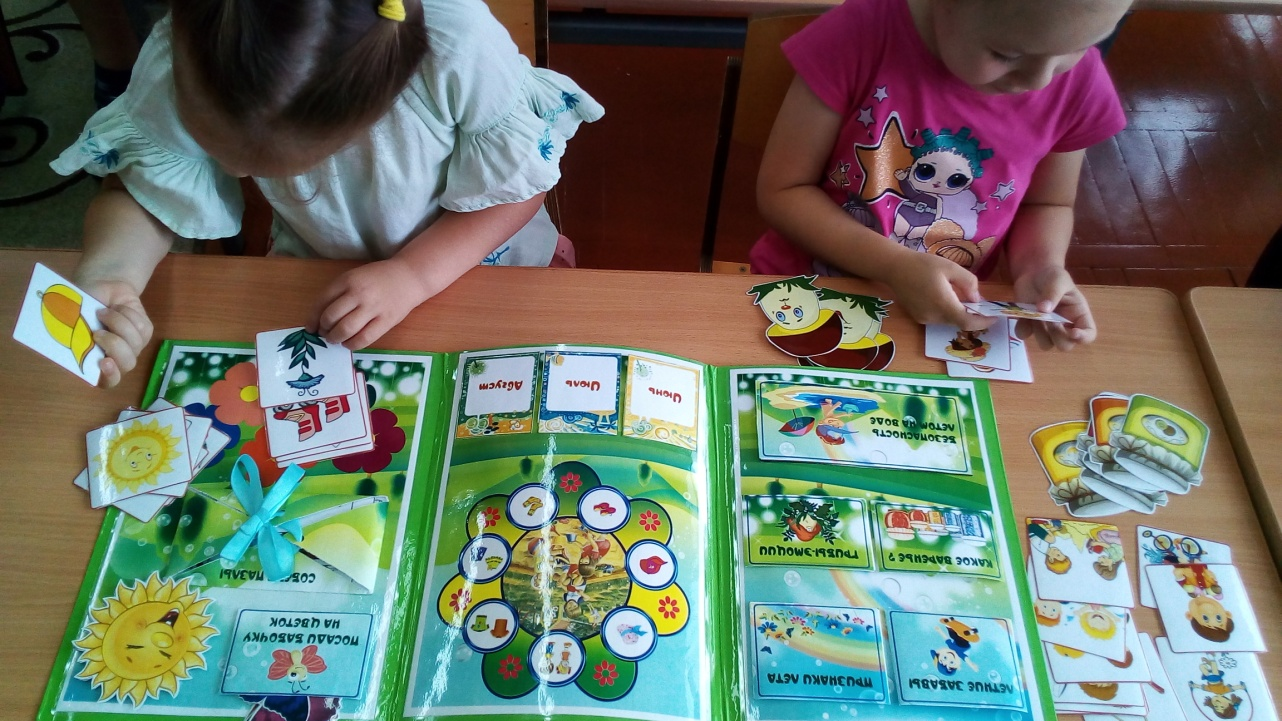 Июнь
Июль
Август
БЕЗОПАСНОСТЬ
ЛЕТОМ НА ВОДЕ
КАКОЕ ВАРЕНЬЕ?
ГРИБЫ-ЭМОЦИИ
ЛЕТНИЕ ЗАБАВЫ
ПРИЗНАКИ ЛЕТА
ПАЗЛЫ
ПОСАДИ БАБОЧКУ
НА ЦВЕТОК